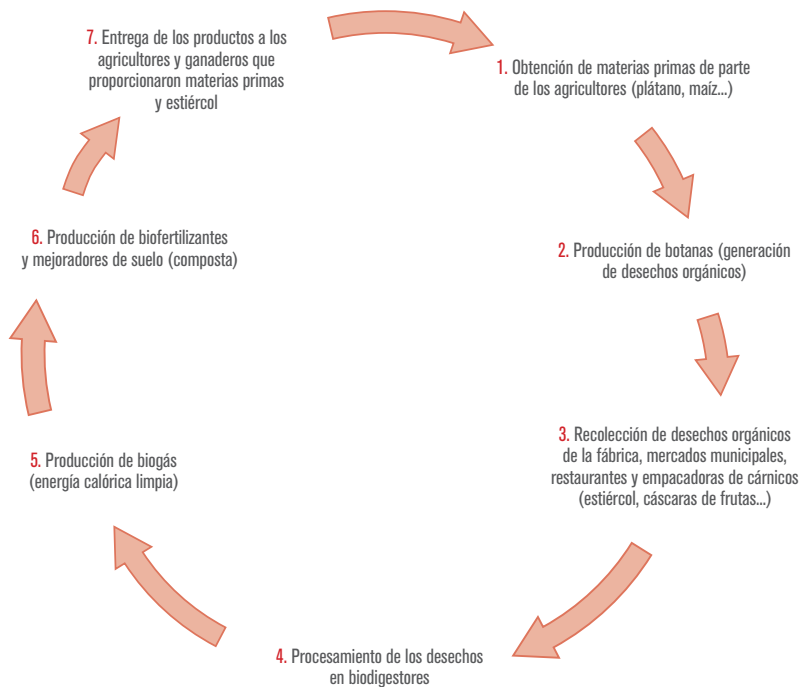 1. Obtención de materias primas de parte
de los agricultores (plátano, maíz...)
2. Producción de botanas (generación
de desechos orgánicos)
3. Recolección de desechos orgánicos
de la fábrica, mercados municipales,
restaurantes y empacadoras de cárnicos
(estiércol, cáscaras de frutas...)
4. Procesamiento de los desechos
en biodigestores
5. Producción de biogás
(energía calórica limpia)
6. Producción de biofertilizantes
y mejoradores de suelo (composta)
7. Entrega de los productos a los
agricultores y ganaderos que
proporcionaron materias primas
y estiércol